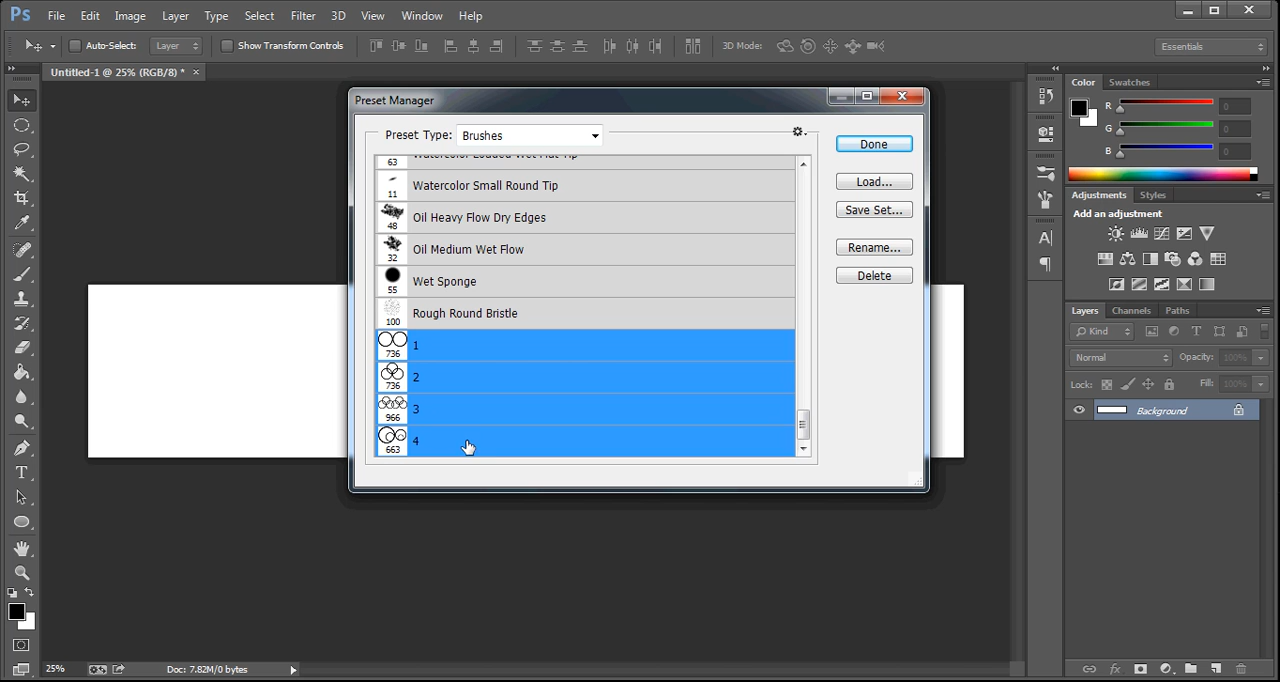 Ps File Edit Image Layer Type Select Filter 3D View Window Help
Auto-Select: Layer Show Transform Controls 3D Mode: Essentials
Untitled-1 @ 25% (RGB/8) * ×
Preset Manager
Preset Type: Brushes
63 Watercolor Loaded Wet Flat Tip
11 Watercolor Small Round Tip
48 Oil Heavy Flow Dry Edges
32 Oil Medium Wet Flow
55 Wet Sponge
100 Rough Round Bristle
736 1
736 2
966 3
663 4
Done
Load...
Save Set...
Rename...
Delete
Color Swatches
R 0
G 0
B 0
Adjustments Styles
Add an adjustment
Layers Channels Paths
Kind
Normal Opacity: 100%
Lock: Fill: 100%
Background
25% Doc: 7.82M/0 bytes